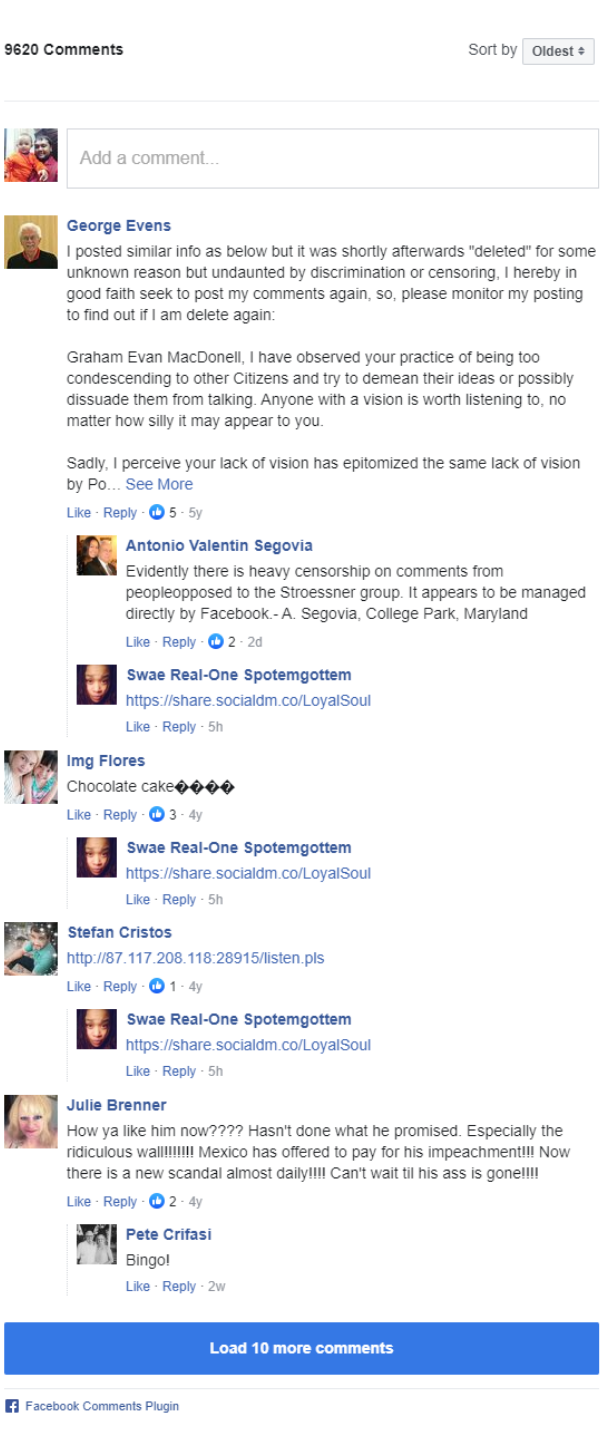 9620 Comments
Sort by Oldest
Add a comment...
George Evens
I posted similar info as below but it was shortly afterwards "deleted" for some
unknown reason but undaunted by discrimination or censoring, I hereby in
good faith seek to post my comments again, so, please monitor my posting
to find out if I am delete again:
Graham Evan MacDonell, I have observed your practice of being too
condescending to other Citizens and try to demean their ideas or possibly
dissuade them from talking. Anyone with a vision is worth listening to, no
matter how silly it may appear to you.
Sadly, I perceive your lack of vision has epitomized the same lack of vision
by Po... See More
Like · Reply · 5 · 5y
Antonio Valentin Segovia
Evidently there is heavy censorship on comments from
peopleopposed to the Stroessner group. It appears to be managed
directly by Facebook.- A. Segovia, College Park, Maryland
Like · Reply · 2 · 2d
Swae Real-One Spotemgottem
https://share.socialdm.co/LoyalSoul
Like · Reply · 5h
Img Flores
Chocolate cake����
Like · Reply · 3 · 4y
Swae Real-One Spotemgottem
https://share.socialdm.co/LoyalSoul
Like · Reply · 5h
Stefan Cristos
http://87.117.208.118:28915/listen.pls
Like · Reply · 1 · 4y
Swae Real-One Spotemgottem
https://share.socialdm.co/LoyalSoul
Like · Reply · 5h
Julie Brenner
How ya like him now???? Hasn't done what he promised. Especially the
ridiculous wall!!!!!!! Mexico has offered to pay for his impeachment!!! Now
there is a new scandal almost daily!!!! Can't wait til his ass is gone!!!!
Like · Reply · 2 · 4y
Pete Crifasi
Bingo!
Like · Reply · 2w
Load 10 more comments
Facebook Comments Plugin